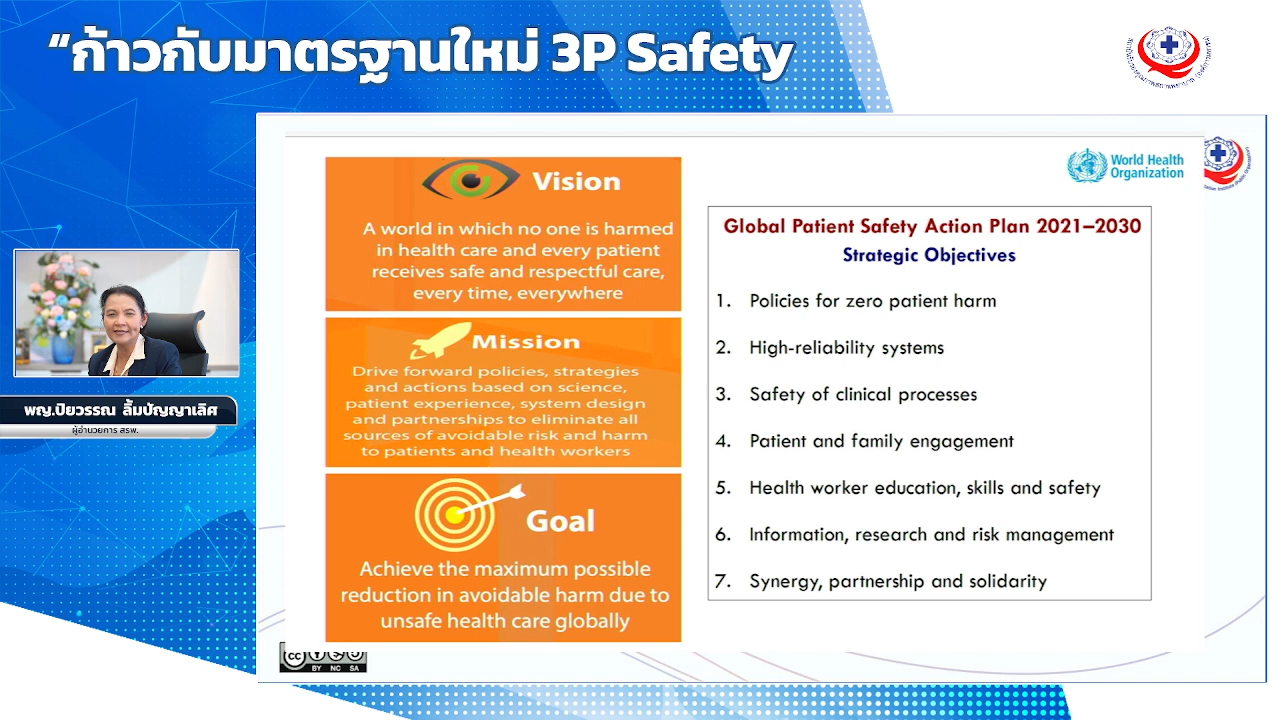 “ก้าวกับมาตรฐานใหม่ 3P Safety
พญ.ปิยวรรณ ลิ้มปัญญาเลิศ
ผู้อำนวยการ สรพ.
Vision
A world in which no one is harmed
in health care and every patient
receives safe and respectful care,
every time, everywhere
Mission
Drive forward policies, strategies
and actions based on science,
patient experience, system design
and partnerships to eliminate all
sources of avoidable risk and harm
to patients and health workers
Goal
Achieve the maximum possible
reduction in avoidable harm due to
unsafe health care globally
World Health
Organization
Global Patient Safety Action Plan 2021–2030
Strategic Objectives
1. Policies for zero patient harm
2. High-reliability systems
3. Safety of clinical processes
4. Patient and family engagement
5. Health worker education, skills and safety
6. Information, research and risk management
7. Synergy, partnership and solidarity
cc
BY NC SA